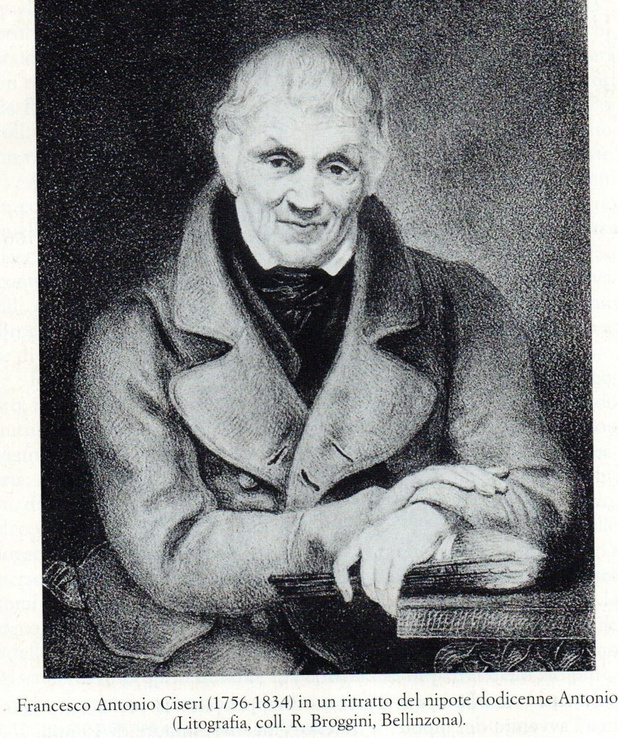 Francesco Antonio Ciseri (1756-1834) in un ritratto del nipote dodicenne Antonio
(Litografia, coll. R. Broggini, Bellinzona).